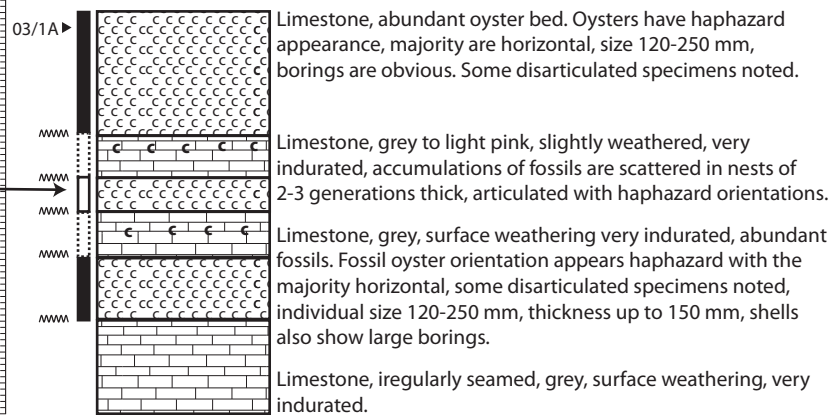 03/1A
Limestone, abundant oyster bed. Oysters have haphazard
appearance, majority are horizontal, size 120-250 mm,
borings are obvious. Some disarticulated specimens noted.
Limestone, grey to light pink, slightly weathered, very
indurated, accumulations of fossils are scattered in nests of
2-3 generations thick, articulated with haphazard orientations.
Limestone, grey, surface weathering very indurated, abundant
fossils. Fossil oyster orientation appears haphazard with the
majority horizontal, some disarticulated specimens noted,
individual size 120-250 mm, thickness up to 150 mm, shells
also show large borings.
Limestone, iregularly seamed, grey, surface weathering, very
indurated.